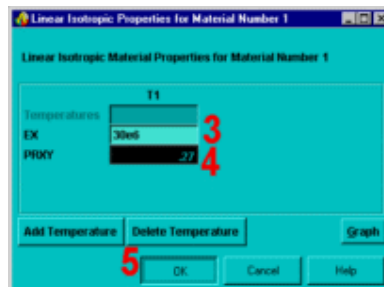 Linear Isotropic Properties for Material Number 1
Linear Isotropic Material Properties for Material Number 1
T1
Temperatures
EX 30e6 3
PRXY .27 4
Add Temperature Delete Temperature Graph
5 OK Cancel Help